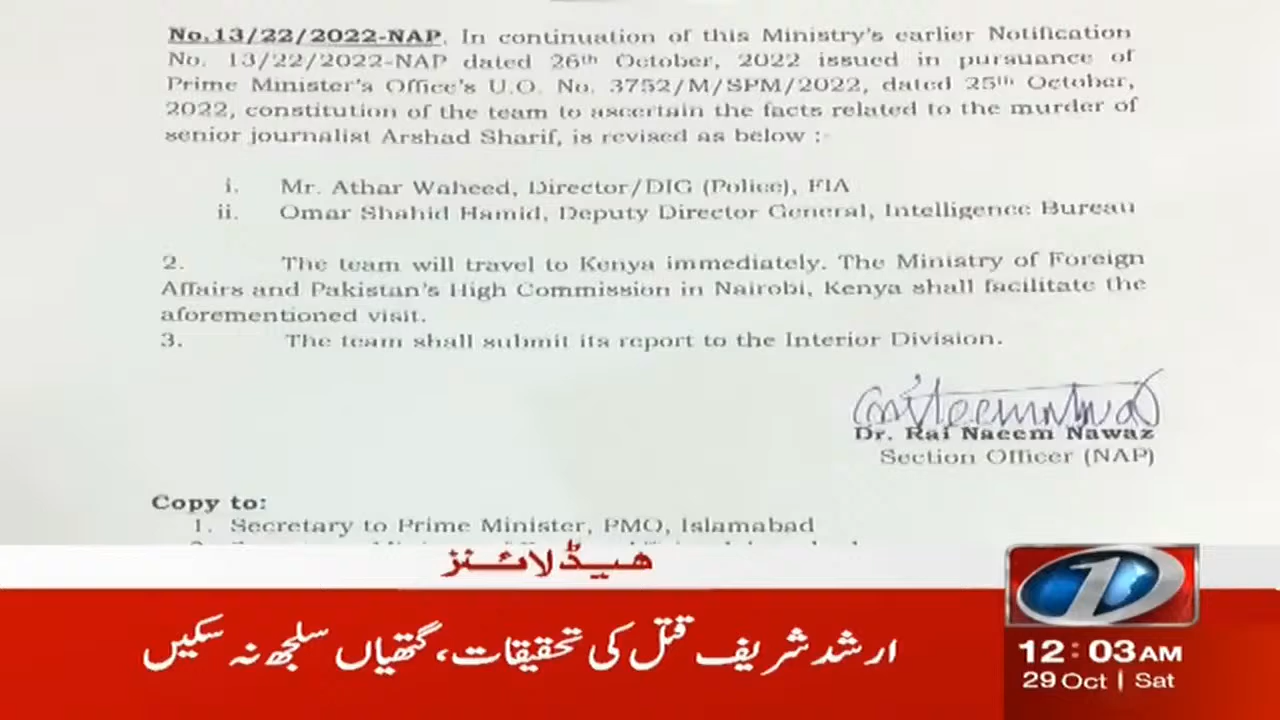 No.13/22/2022-NAP. In continuation of this Ministry's earlier Notification
No. 13/22/2022-NAP dated 26th October, 2022 issued in pursuance of
Prime Minister's Office's U.O. No. 3752/M/SPM/2022, dated 25th October,
2022, constitution of the team to ascertain the facts related to the murder of
senior journalist Arshad Sharif, is revised as below :-
i. Mr. Athar Waheed, Director/DIG (Police), FIA
ii. Omar Shahid Hamid, Deputy Director General, Intelligence Bureau
2. The team will travel to Kenya immediately. The Ministry of Foreign
Affairs and Pakistan's High Commission in Nairobi, Kenya shall facilitate the
aforementioned visit.
3. The team shall submit its report to the Interior Division.
Dr. Rai Naeem Nawaz
Section Officer (NAP)
Copy to:
1. Secretary to Prime Minister, PMO, Islamabad
ھیڈلائنز
ارشد شریف قتل کی تحقیقات، گتھیاں سلجھ نہ سکیں
1
12:03AM
29 Oct | Sat